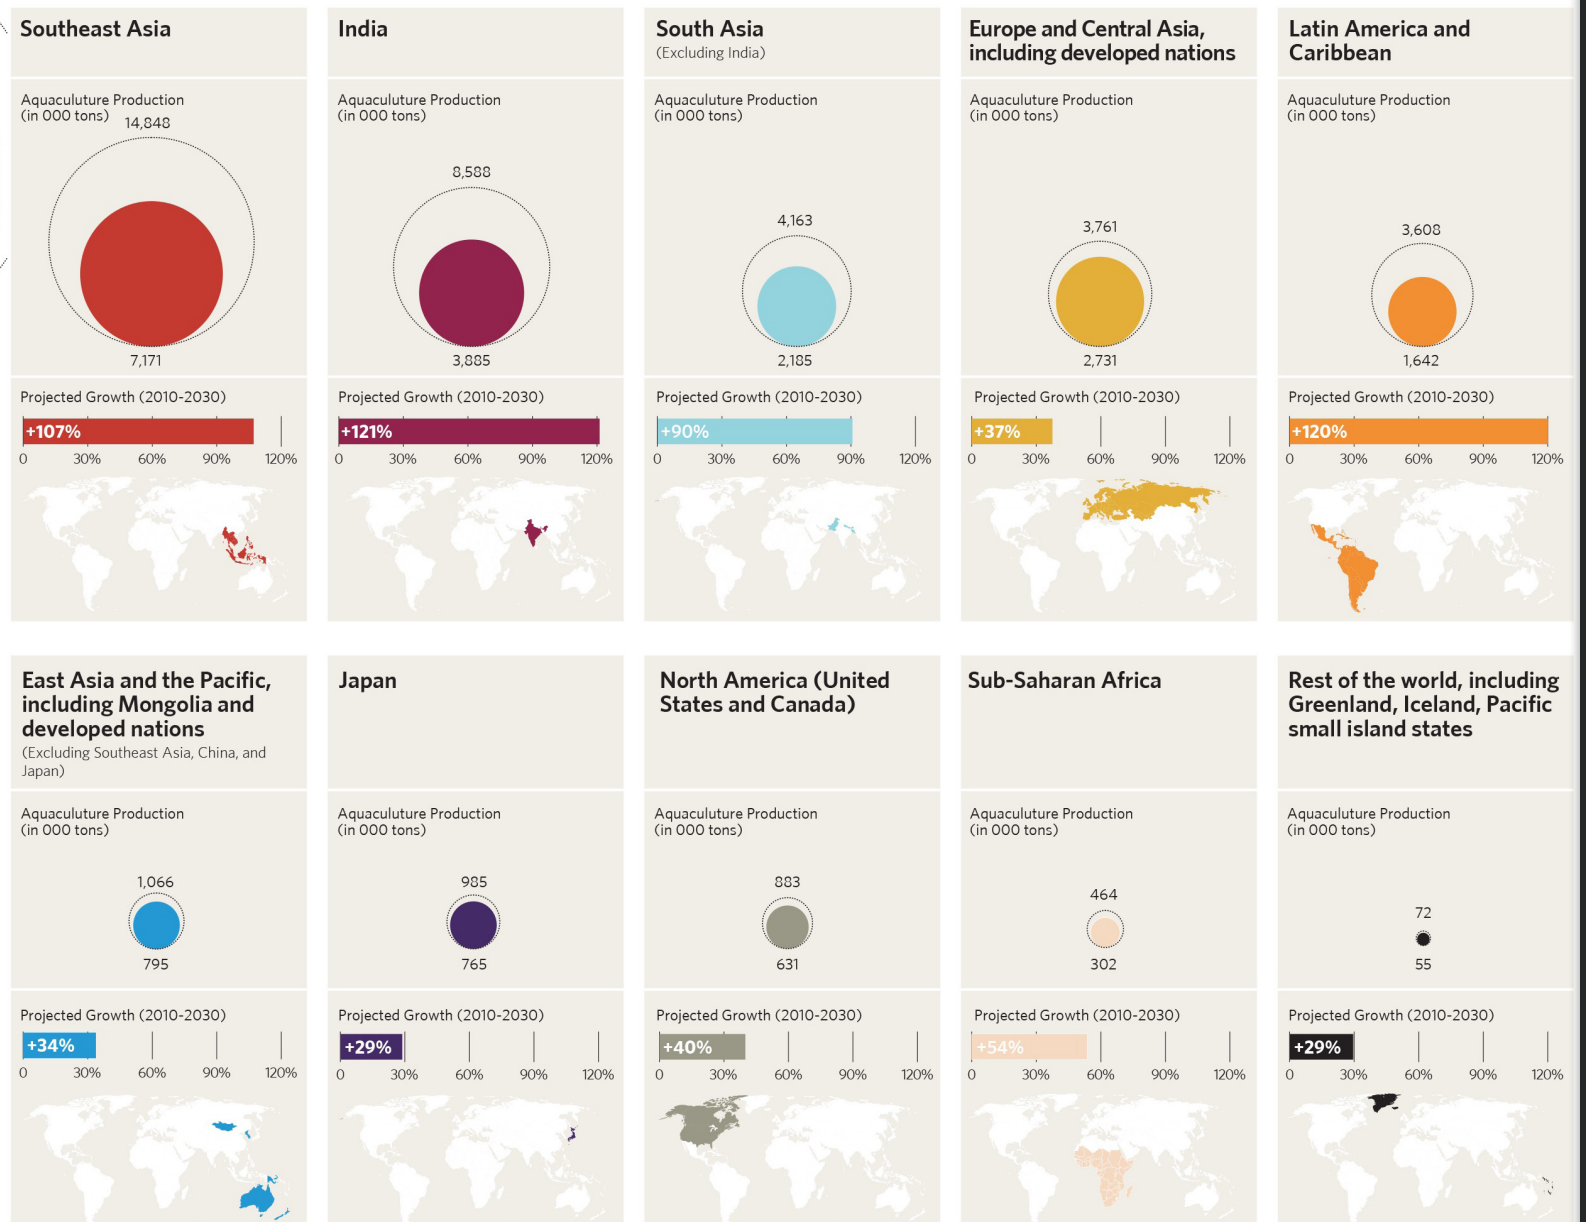 Southeast Asia
Aquaculuture Production
(in 000 tons)
14,848
7,171
Projected Growth (2010-2030)
+107%
0 30% 60% 90% 120%
India
Aquaculuture Production
(in 000 tons)
8,588
3,885
Projected Growth (2010-2030)
+121%
0 30% 60% 90% 120%
South Asia
(Excluding India)
Aquaculuture Production
(in 000 tons)
4,163
2,185
Projected Growth (2010-2030)
+90%
0 30% 60% 90% 120%
Europe and Central Asia,
including developed nations
Aquaculuture Production
(in 000 tons)
3,761
2,731
Projected Growth (2010-2030)
+37%
0 30% 60% 90% 120%
Latin America and
Caribbean
Aquaculuture Production
(in 000 tons)
3,608
1,642
Projected Growth (2010-2030)
+120%
0 30% 60% 90% 120%
East Asia and the Pacific,
including Mongolia and
developed nations
(Excluding Southeast Asia, China, and
Japan)
Aquaculuture Production
(in 000 tons)
1,066
795
Projected Growth (2010-2030)
+34%
0 30% 60% 90% 120%
Japan
Aquaculuture Production
(in 000 tons)
985
765
Projected Growth (2010-2030)
+29%
0 30% 60% 90% 120%
North America (United
States and Canada)
Aquaculuture Production
(in 000 tons)
883
631
Projected Growth (2010-2030)
+40%
0 30% 60% 90% 120%
Sub-Saharan Africa
Aquaculuture Production
(in 000 tons)
464
302
Projected Growth (2010-2030)
+54%
0 30% 60% 90% 120%
Rest of the world, including
Greenland, Iceland, Pacific
small island states
Aquaculuture Production
(in 000 tons)
72
55
Projected Growth (2010-2030)
+29%
0 30% 60% 90% 120%